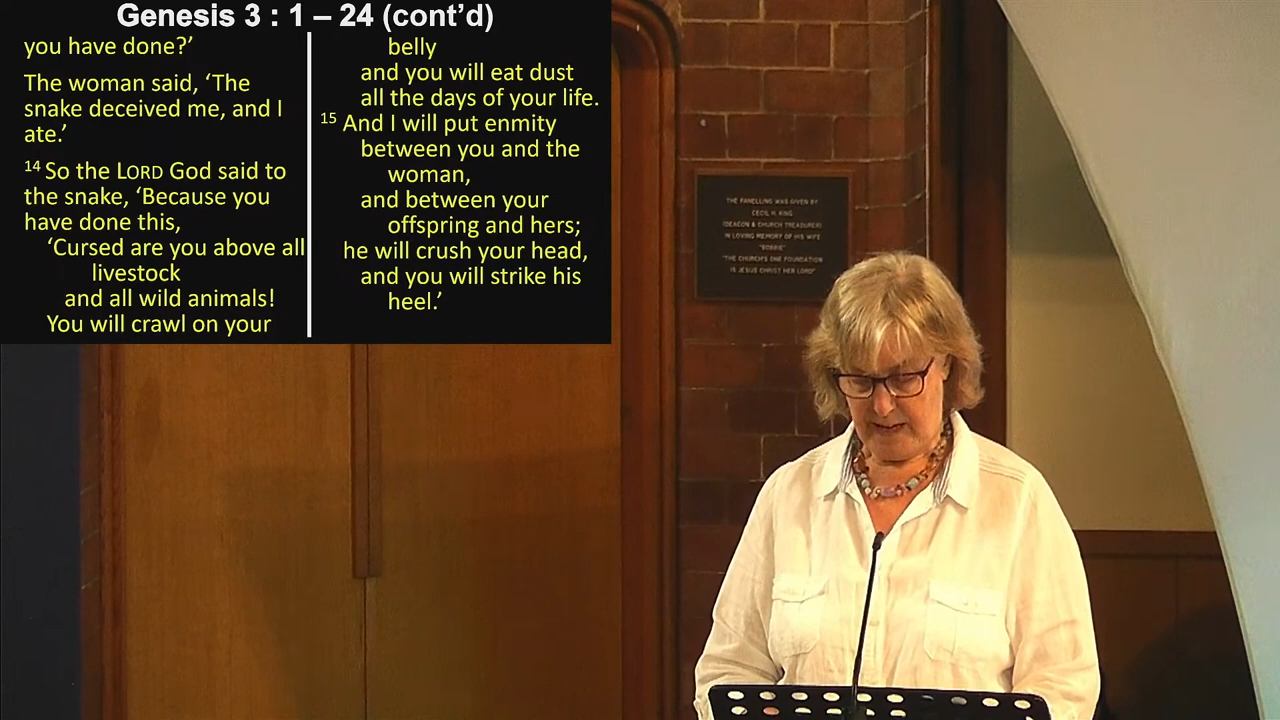 Genesis 3 : 1 – 24 (cont’d)
you have done?’
The woman said, ‘The
snake deceived me, and I
ate.’
14 So the LORD God said to
the snake, ‘Because you
have done this,
‘Cursed are you above all
livestock
and all wild animals!
You will crawl on your
belly
and you will eat dust
all the days of your life.
15 And I will put enmity
between you and the
woman,
and between your
offspring and hers;
he will crush your head,
and you will strike his
heel.’
THE PANELLING WAS GIVEN BY
CECIL H. KING
(DEACON & CHURCH TREASURER)
IN LOVING MEMORY OF HIS WIFE
"BOBBIE"
"THE CHURCH'S ONE FOUNDATION
IS JESUS CHRIST HER LORD"